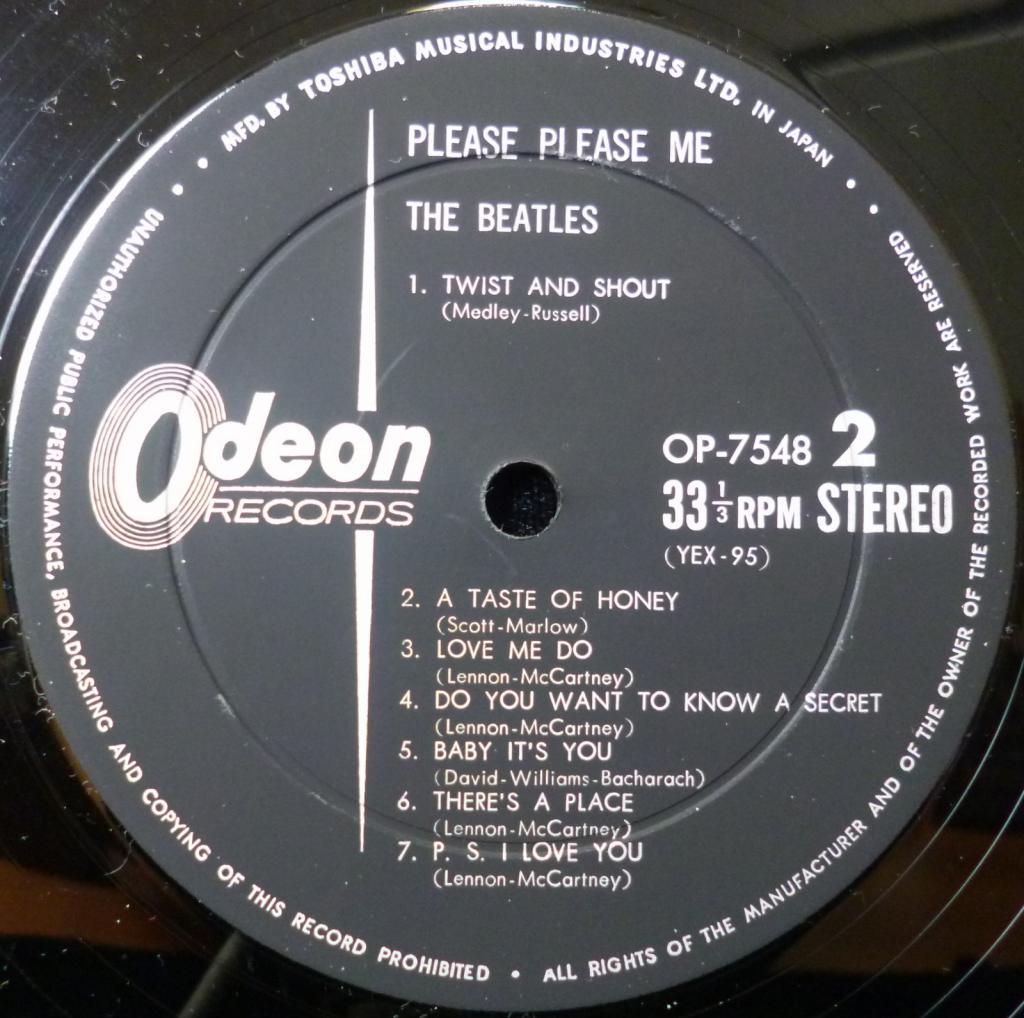 MFD. BY TOSHIBA MUSICAL INDUSTRIES LTD. IN JAPAN
PLEASE PLEASE ME
THE BEATLES
1. TWIST AND SHOUT
(Medley-Russell)
Odeon
RECORDS
OP-7548 2
33 1/3 RPM STEREO
(YEX-95)
2. A TASTE OF HONEY
(Scott-Marlow)
3. LOVE ME DO
(Lennon-McCartney)
4. DO YOU WANT TO KNOW A SECRET
(Lennon-McCartney)
5. BABY IT'S YOU
(David-Williams-Bacharach)
6. THERE'S A PLACE
(Lennon-McCartney)
7. P. S. I LOVE YOU
(Lennon-McCartney)
UNAUTHORIZED PUBLIC PERFORMANCE, BROADCASTING AND COPYING OF THIS RECORD PROHIBITED • ALL RIGHTS OF THE MANUFACTURER AND OF THE OWNER OF THE RECORDED WORK ARE RESERVED